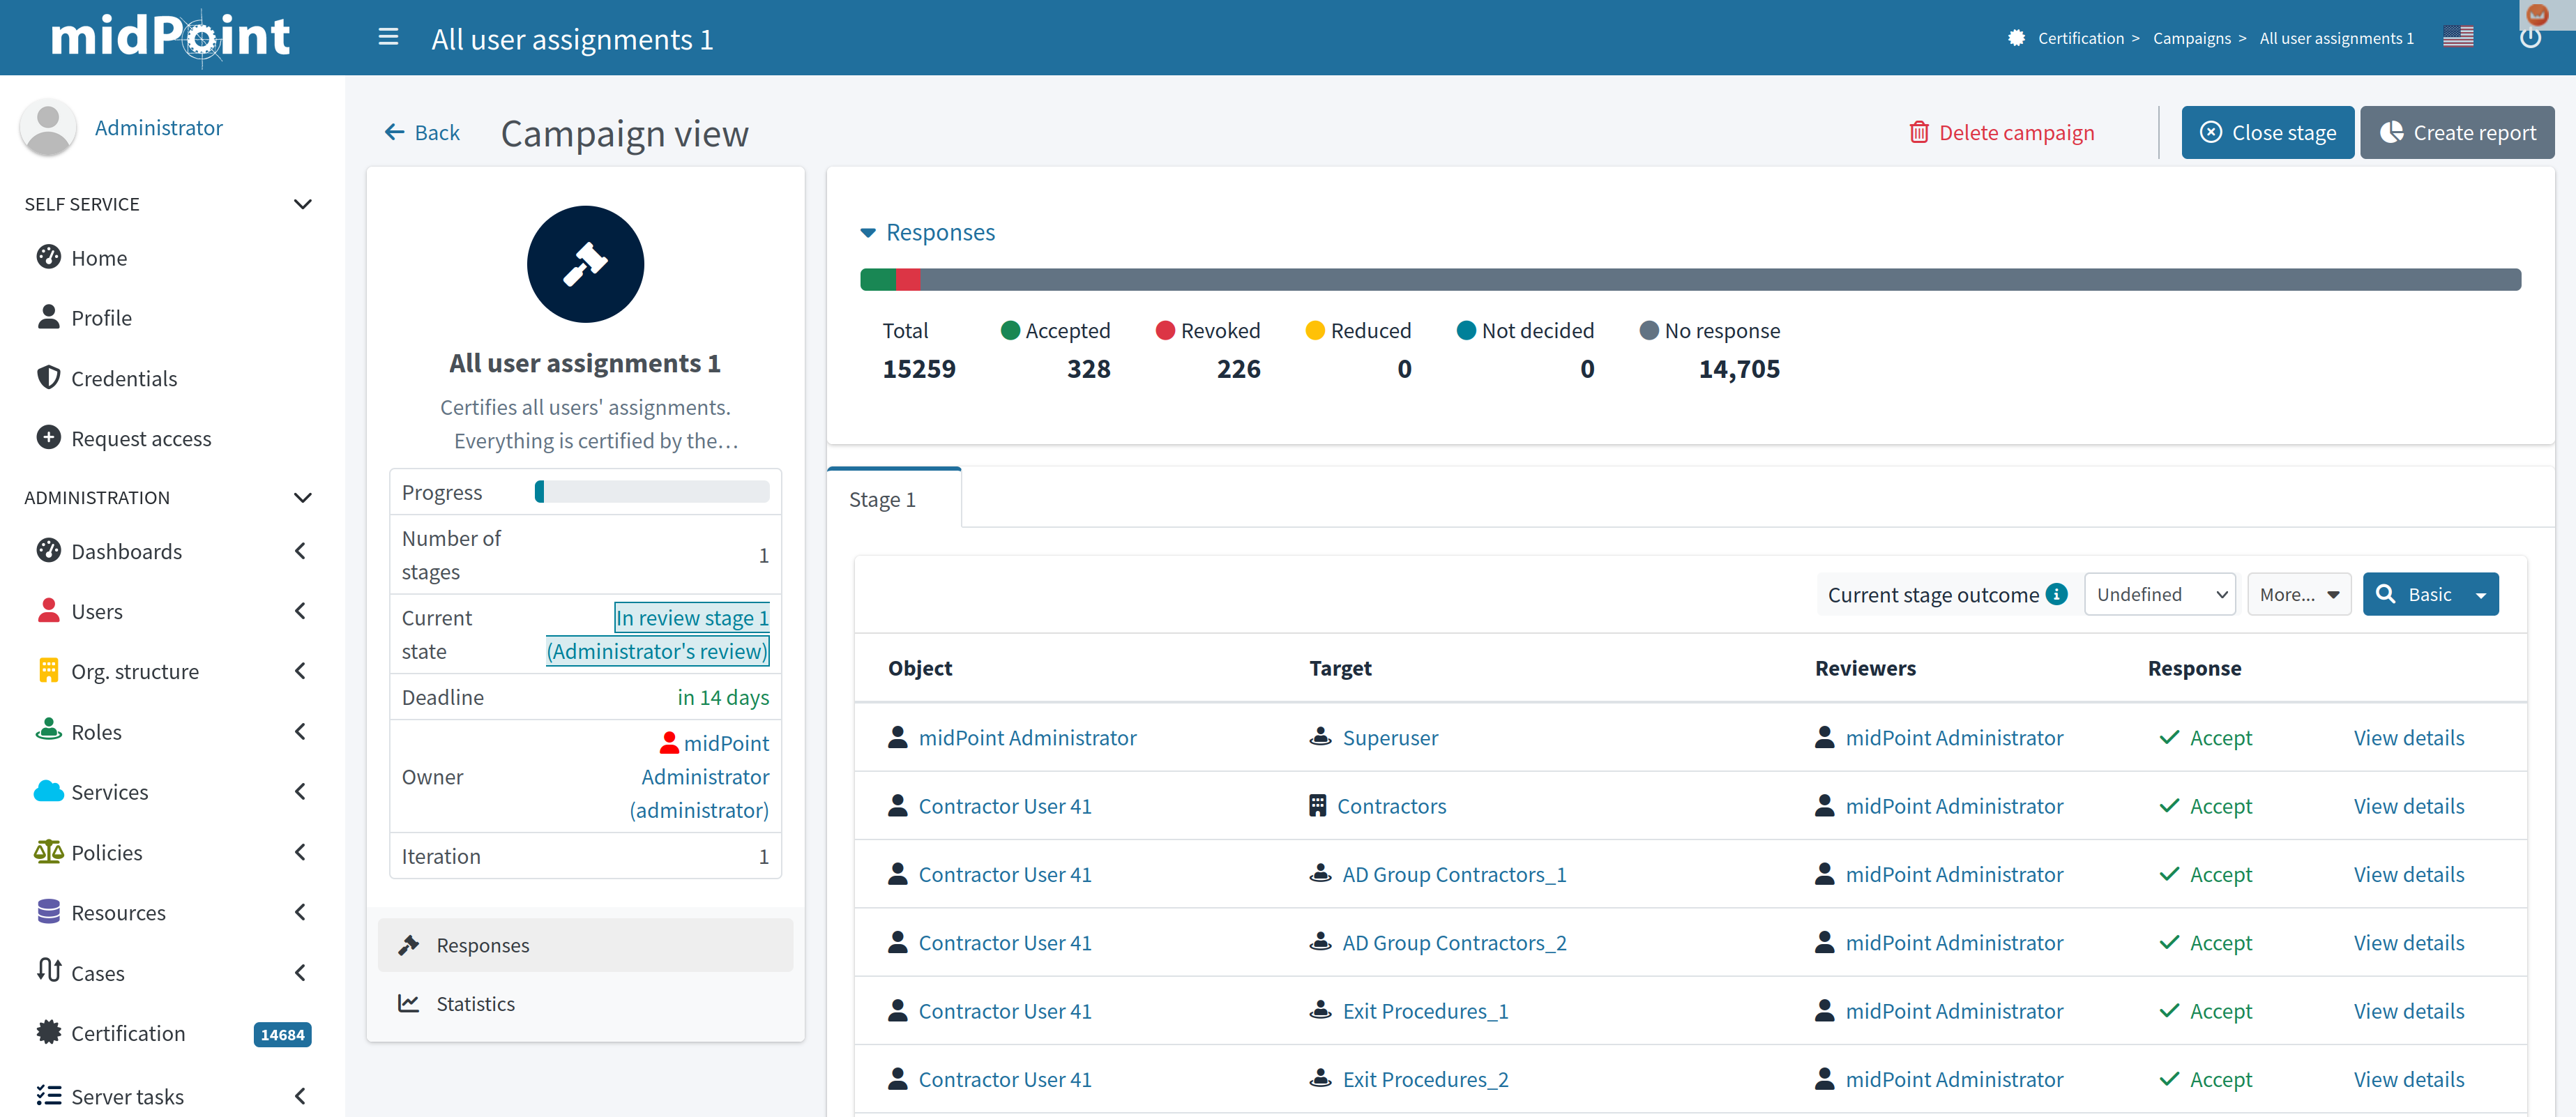 midPoint
All user assignments 1
Certification > Campaigns > All user assignments 1
Administrator
SELF SERVICE
Home
Profile
Credentials
Request access
ADMINISTRATION
Dashboards
Users
Org. structure
Roles
Services
Policies
Resources
Cases
Certification 14684
Server tasks
Back
Campaign view
Delete campaign
Close stage
Create report
All user assignments 1
Certifies all users' assignments.
Everything is certified by the…
Progress
Number of
stages
1
Current
state
In review stage 1
(Administrator's review)
Deadline in 14 days
Owner
midPoint
Administrator
(administrator)
Iteration 1
Responses
Statistics
Responses
Total Accepted Revoked Reduced Not decided No response
15259 328 226 0 0 14,705
Stage 1
Current stage outcome Undefined More... Basic
Object Target Reviewers Response
midPoint Administrator Superuser midPoint Administrator Accept View details
Contractor User 41 Contractors midPoint Administrator Accept View details
Contractor User 41 AD Group Contractors_1 midPoint Administrator Accept View details
Contractor User 41 AD Group Contractors_2 midPoint Administrator Accept View details
Contractor User 41 Exit Procedures_1 midPoint Administrator Accept View details
Contractor User 41 Exit Procedures_2 midPoint Administrator Accept View details